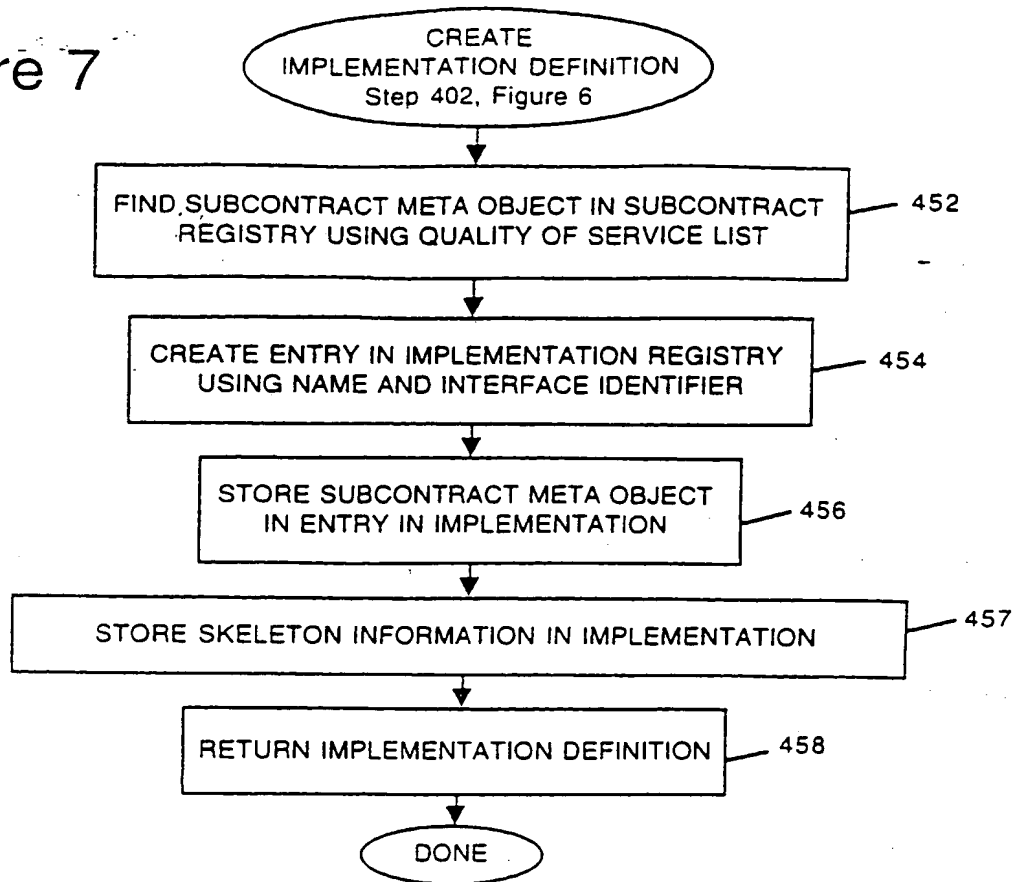 re 7
CREATE
IMPLEMENTATION DEFINITION
Step 402, Figure 6
FIND SUBCONTRACT META OBJECT IN SUBCONTRACT
REGISTRY USING QUALITY OF SERVICE LIST
452
CREATE ENTRY IN IMPLEMENTATION REGISTRY
USING NAME AND INTERFACE IDENTIFIER
454
STORE SUBCONTRACT META OBJECT
IN ENTRY IN IMPLEMENTATION
456
STORE SKELETON INFORMATION IN IMPLEMENTATION
457
RETURN IMPLEMENTATION DEFINITION
458
DONE